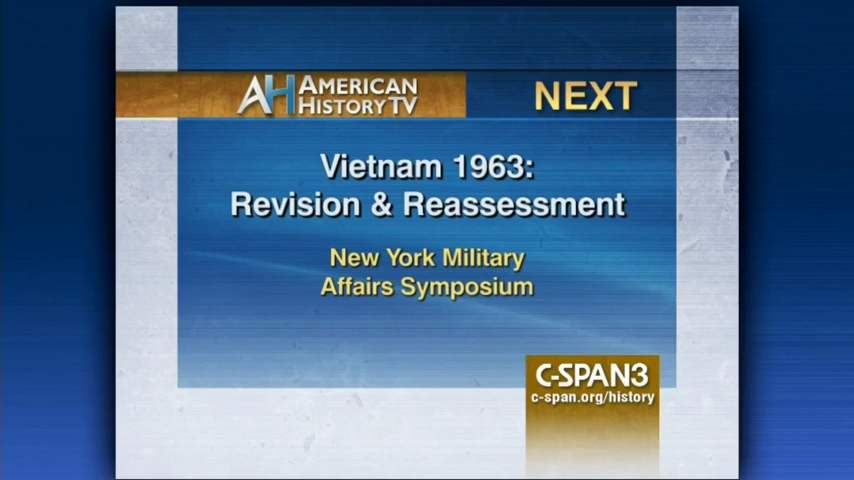 AH AMERICAN
HISTORY TV
NEXT
Vietnam 1963:
Revision & Reassessment
New York Military
Affairs Symposium
C-SPAN3
c-span.org/history